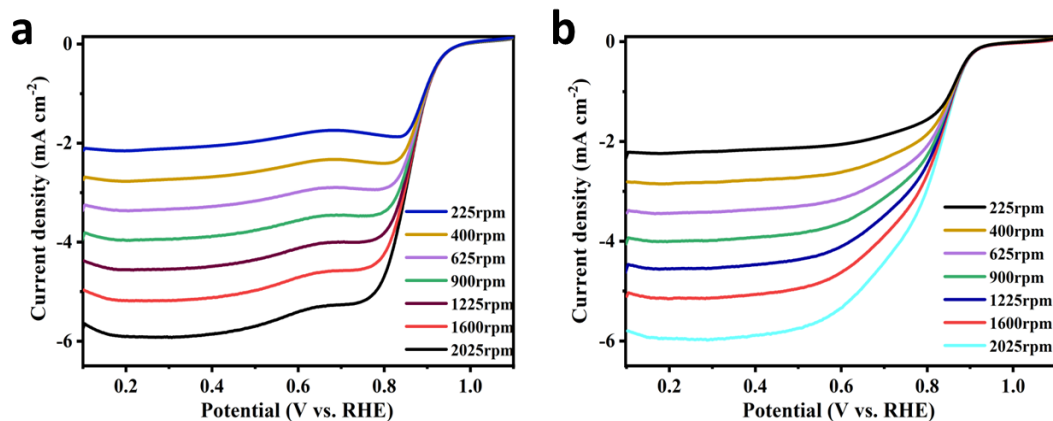 a
0
-2
-4
-6
Current density (mA cm⁻²)
225rpm
400rpm
625rpm
900rpm
1225rpm
1600rpm
2025rpm
0.2 0.4 0.6 0.8 1.0
Potential (V vs. RHE)
b
0
-2
-4
-6
Current density (mA cm⁻²)
225rpm
400rpm
625rpm
900rpm
1225rpm
1600rpm
2025rpm
0.2 0.4 0.6 0.8 1.0
Potential (V vs. RHE)